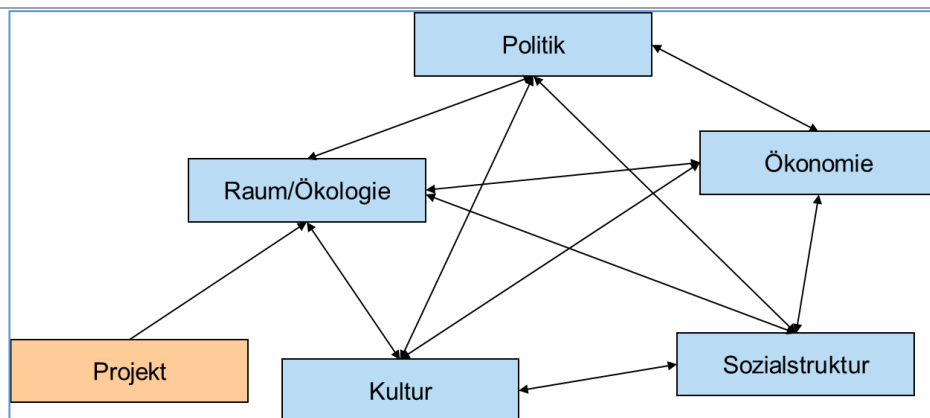 Politik
Ökonomie
Raum/Ökologie
Projekt
Kultur
Sozialstruktur